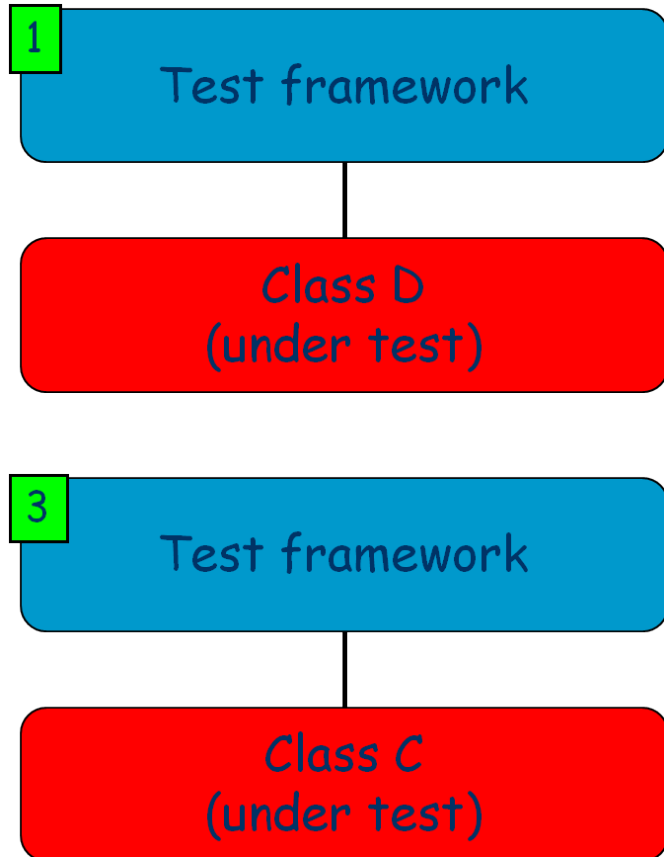 1
Test framework
Class D
(under test)
3
Test framework
Class C
(under test)